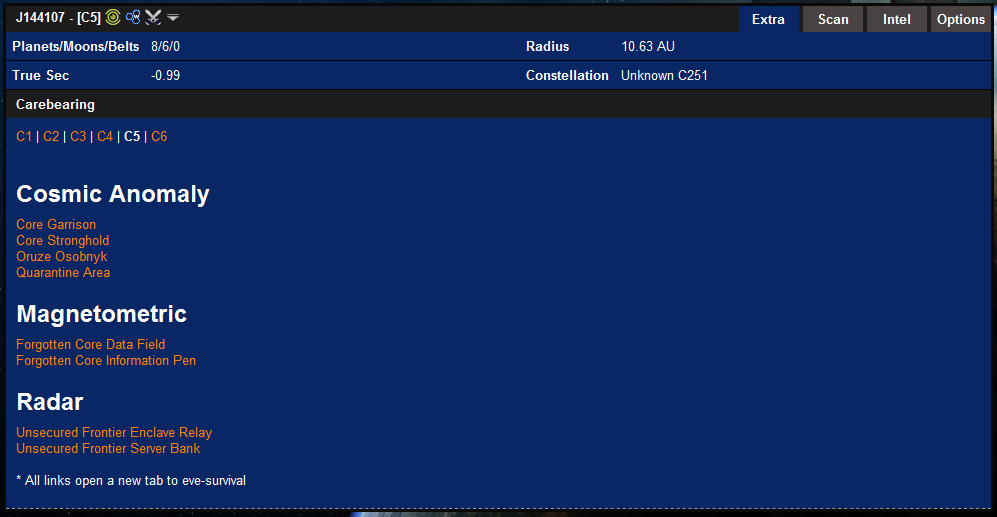 J144107 - [C5] Extra Scan Intel Options
Planets/Moons/Belts 8/6/0 Radius 10.63 AU
True Sec -0.99 Constellation Unknown C251
Carebearing
C1 | C2 | C3 | C4 | C5 | C6
Cosmic Anomaly
Core Garrison
Core Stronghold
Oruze Osobnyk
Quarantine Area
Magnetometric
Forgotten Core Data Field
Forgotten Core Information Pen
Radar
Unsecured Frontier Enclave Relay
Unsecured Frontier Server Bank
* All links open a new tab to eve-survival